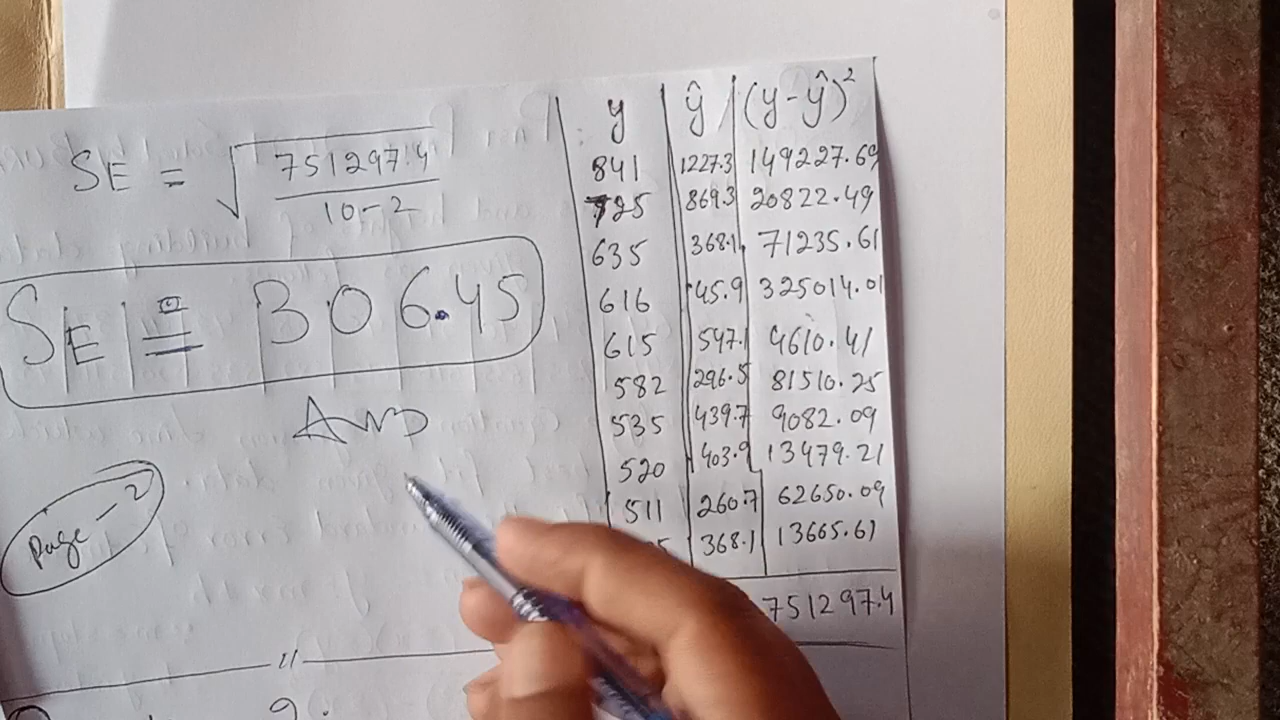 SE = √ 751297.4 / 10-2
SE = 306.45
AnD
Page - 2
y | ŷ | (y-ŷ)²
841 | 1227.3 | 149227.69
725 | 869.3 | 20822.49
635 | 368.1 | 71235.61
616 | 45.9 | 325014.01
615 | 547.1 | 4610.41
582 | 296.5 | 81510.25
535 | 439.7 | 9082.09
520 | 403.9 | 13479.21
511 | 260.7 | 62650.09
5 | 368.1 | 13665.61
751297.4